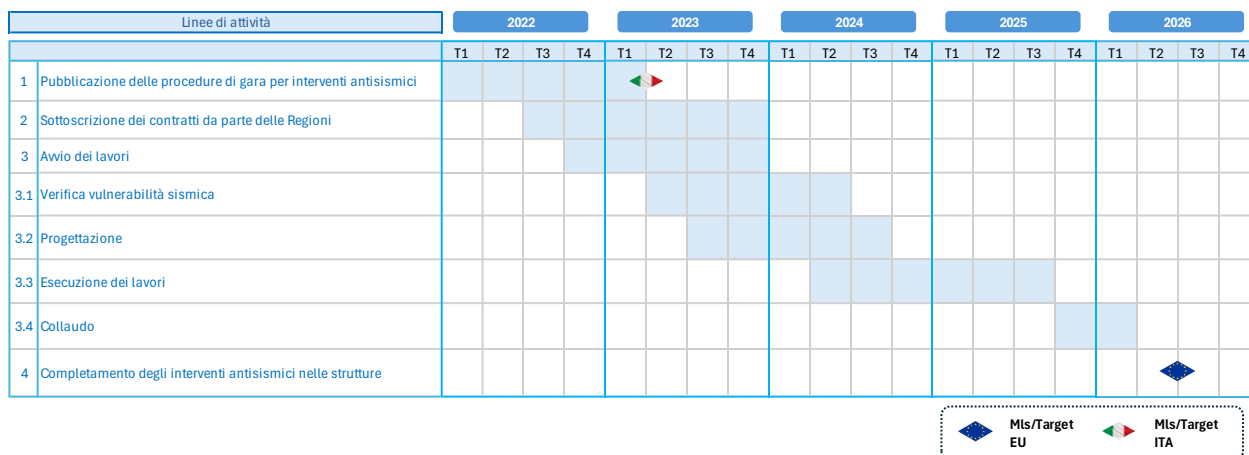 Linee di attività 2022 2023 2024 2025 2026
T1 T2 T3 T4 T1 T2 T3 T4 T1 T2 T3 T4 T1 T2 T3 T4 T1 T2 T3 T4
1 Pubblicazione delle procedure di gara per interventi antisismici
2 Sottoscrizione dei contratti da parte delle Regioni
3 Avvio dei lavori
3.1 Verifica vulnerabilità sismica
3.2 Progettazione
3.3 Esecuzione dei lavori
3.4 Collaudo
4 Completamento degli interventi antisismici nelle strutture
Mls/Target
EU
Mls/Target
ITA